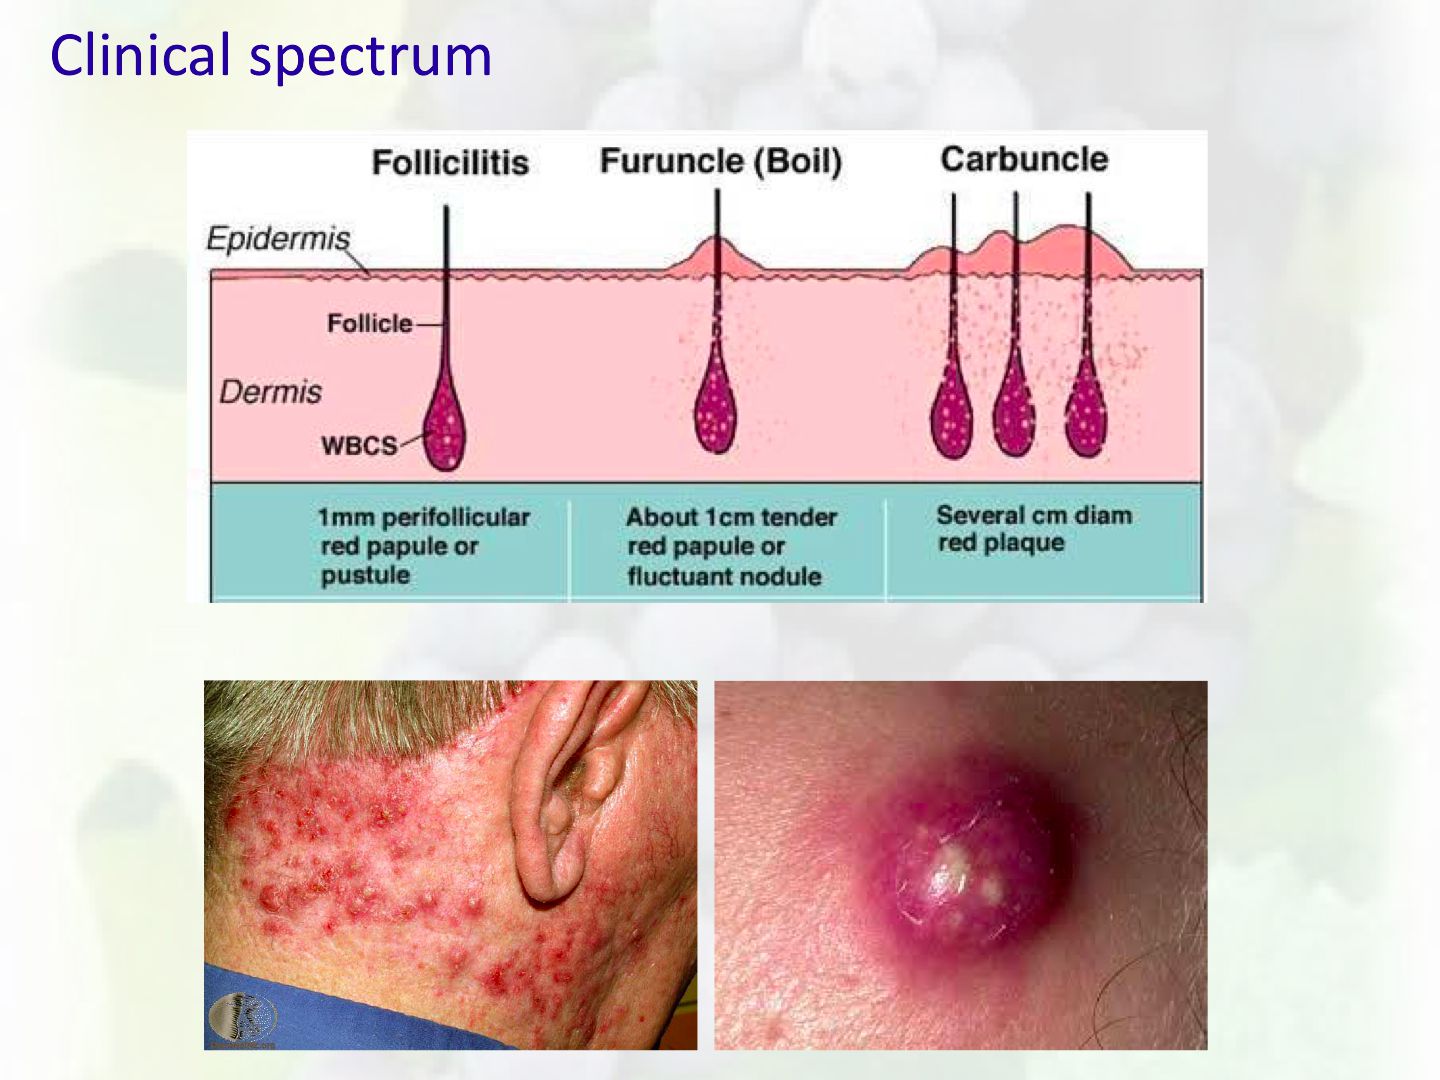 Clinical spectrum
Follicilitis
Furuncle (Boil)
Carbuncle
Epidermis
Follicle
Dermis
WBCS
1mm perifollicular
red papule or
pustule
About 1cm tender
red papule or
fluctuant nodule
Several cm diam
red plaque